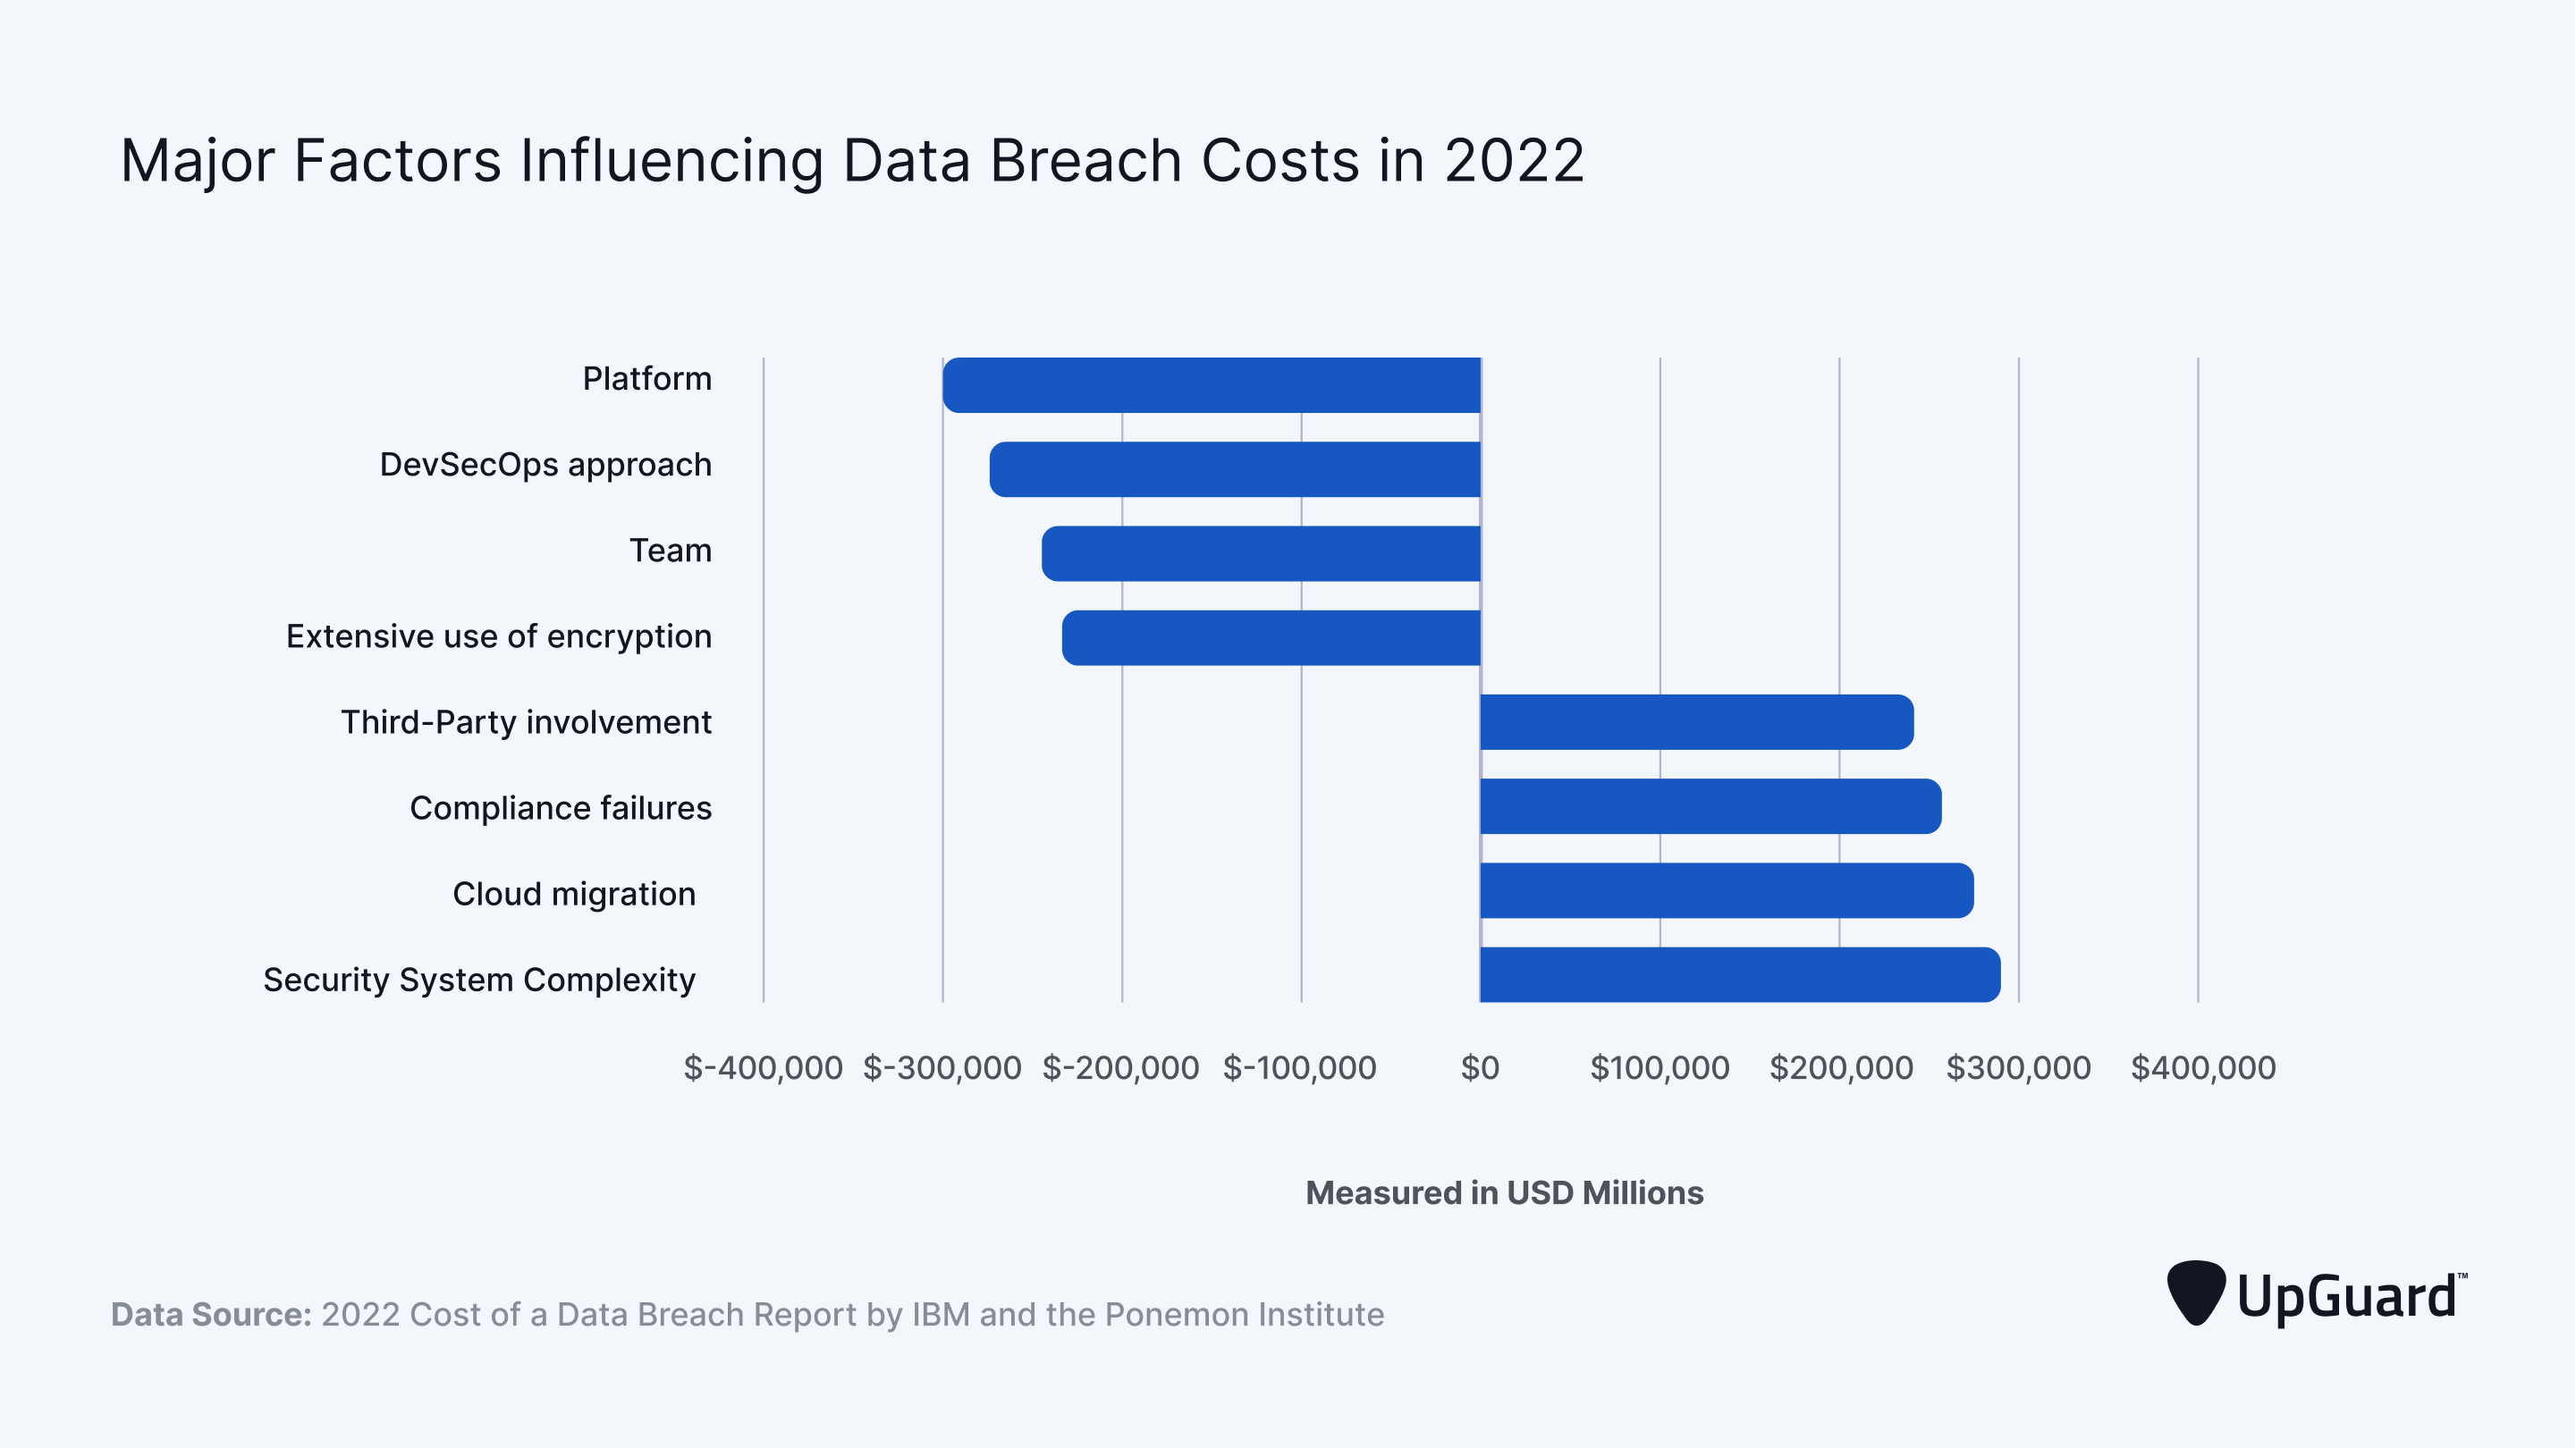 Major Factors Influencing Data Breach Costs in 2022
Platform
DevSecOps approach
Team
Extensive use of encryption
Third-Party involvement
Compliance failures
Cloud migration
Security System Complexity
$-400,000 $-300,000 $-200,000 $-100,000 $0 $100,000 $200,000 $300,000 $400,000
Measured in USD Millions
Data Source: 2022 Cost of a Data Breach Report by IBM and the Ponemon Institute
UpGuard™